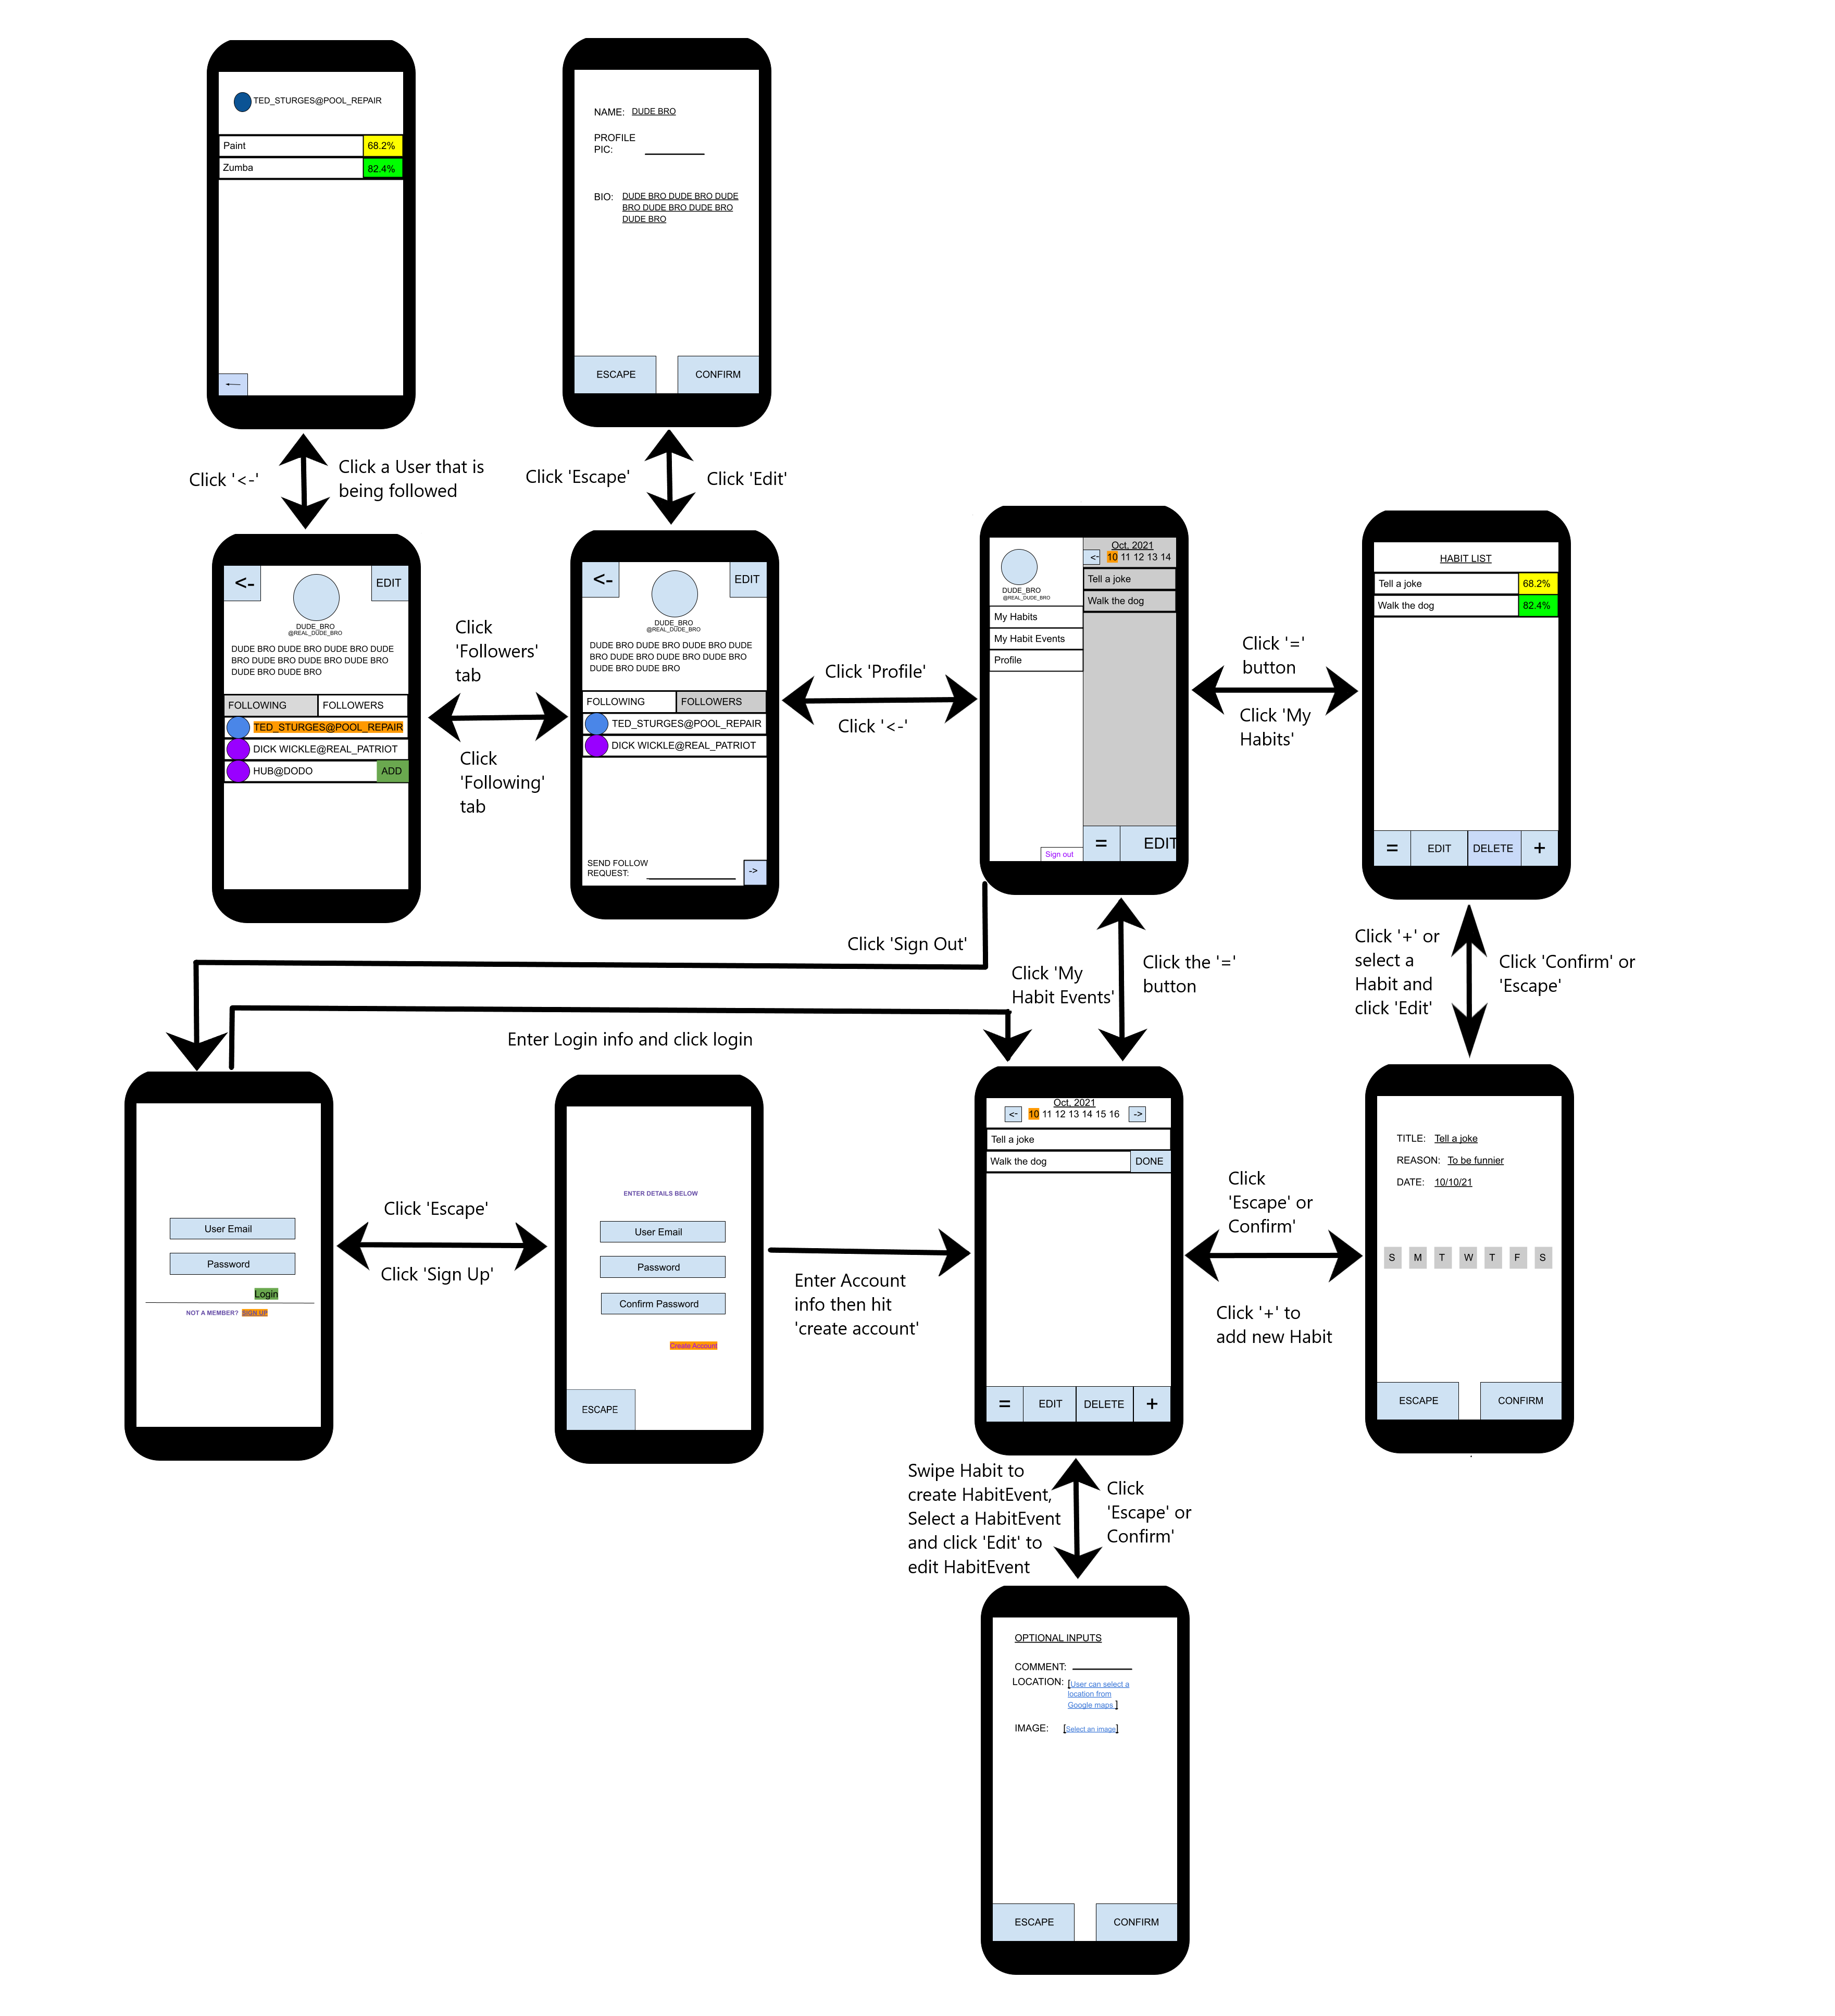 TED_STURGES@POOL_REPAIR
Paint
68.2%
Zumba
82.4%
NAME: DUDE BRO
PROFILE
PIC:
BIO: DUDE BRO DUDE BRO DUDE
BRO DUDE BRO DUDE BRO
DUDE BRO
ESCAPE
CONFIRM
Click '<-'
Click a User that is
being followed
Click 'Escape'
Click 'Edit'
<-
EDIT
DUDE_BRO
@REAL_DUDE_BRO
DUDE BRO DUDE BRO DUDE BRO DUDE
BRO DUDE BRO DUDE BRO DUDE BRO
DUDE BRO DUDE BRO
FOLLOWING
FOLLOWERS
TED_STURGES@POOL_REPAIR
DICK WICKLE@REAL_PATRIOT
HUB@DODO
ADD
Click
'Followers'
tab
Click
'Following'
tab
<-
EDIT
DUDE_BRO
@REAL_DUDE_BRO
DUDE BRO DUDE BRO DUDE BRO DUDE
BRO DUDE BRO DUDE BRO DUDE BRO
DUDE BRO DUDE BRO
FOLLOWING
FOLLOWERS
TED_STURGES@POOL_REPAIR
DICK WICKLE@REAL_PATRIOT
SEND FOLLOW
REQUEST:
->
Click 'Profile'
Click '<-'
DUDE_BRO
@REAL_DUDE_BRO
My Habits
My Habit Events
Profile
Sign out
Oct. 2021
<- 10 11 12 13 14
Tell a joke
Walk the dog
=
EDIT
Click '='
button
Click 'My
Habits'
HABIT LIST
Tell a joke
68.2%
Walk the dog
82.4%
=
EDIT
DELETE
+
Click 'Sign Out'
Click 'My
Habit Events'
Click the '='
button
Click '+' or
select a
Habit and
click 'Edit'
Click 'Confirm' or
'Escape'
Enter Login info and click login
User Email
Password
Login
NOT A MEMBER? SIGN UP
Click 'Escape'
Click 'Sign Up'
ENTER DETAILS BELOW
User Email
Password
Confirm Password
Create Account
ESCAPE
Enter Account
info then hit
'create account'
Oct. 2021
<- 10 11 12 13 14 15 16 ->
Tell a joke
Walk the dog
DONE
=
EDIT
DELETE
+
Click
'Escape' or
Confirm'
Click '+' to
add new Habit
TITLE: Tell a joke
REASON: To be funnier
DATE: 10/10/21
S M T W T F S
ESCAPE
CONFIRM
Swipe Habit to
create HabitEvent,
Select a HabitEvent
and click 'Edit' to
edit HabitEvent
Click
'Escape' or
Confirm'
OPTIONAL INPUTS
COMMENT:
LOCATION: [User can select a
location from
Google maps ]
IMAGE: [Select an image]
ESCAPE
CONFIRM